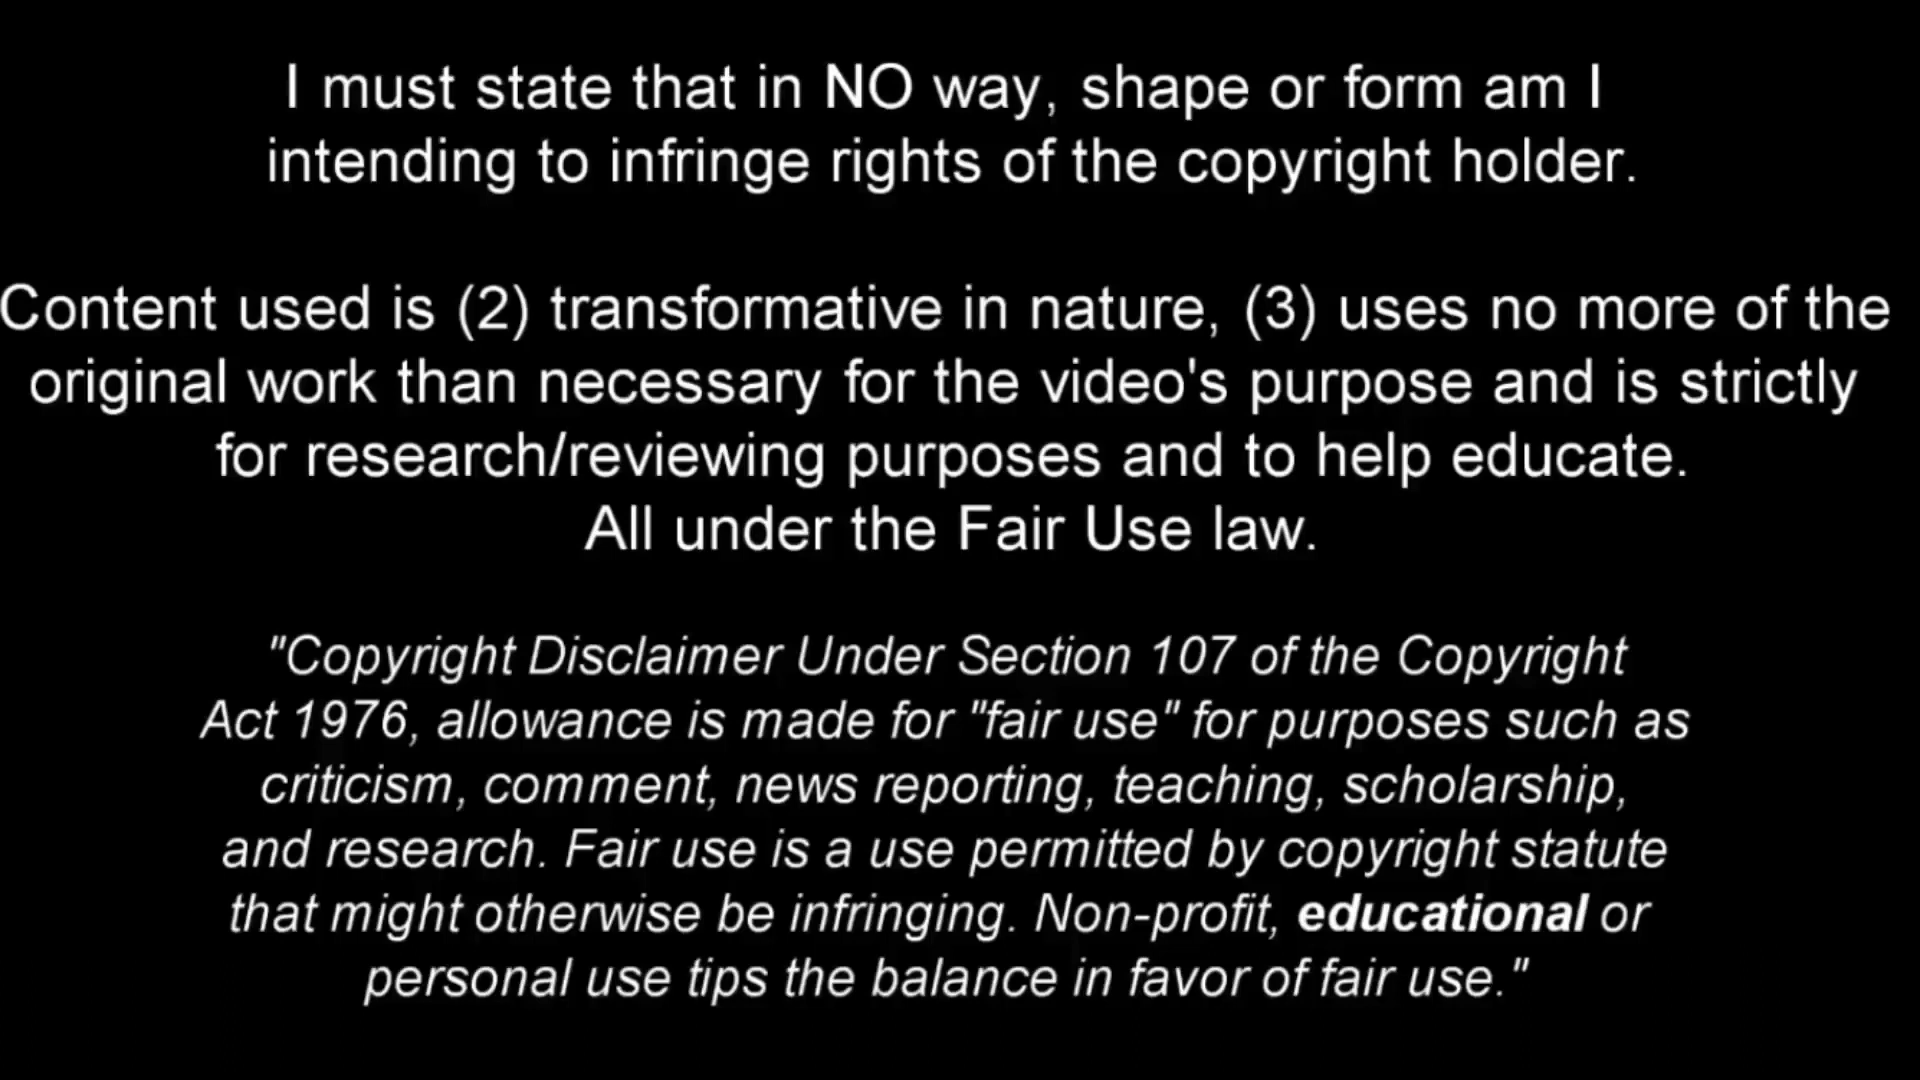 I must state that in NO way, shape or form am I
intending to infringe rights of the copyright holder.
Content used is (2) transformative in nature, (3) uses no more of the
original work than necessary for the video's purpose and is strictly
for research/reviewing purposes and to help educate.
All under the Fair Use law.
"Copyright Disclaimer Under Section 107 of the Copyright
Act 1976, allowance is made for "fair use" for purposes such as
criticism, comment, news reporting, teaching, scholarship,
and research. Fair use is a use permitted by copyright statute
that might otherwise be infringing. Non-profit, educational or
personal use tips the balance in favor of fair use."